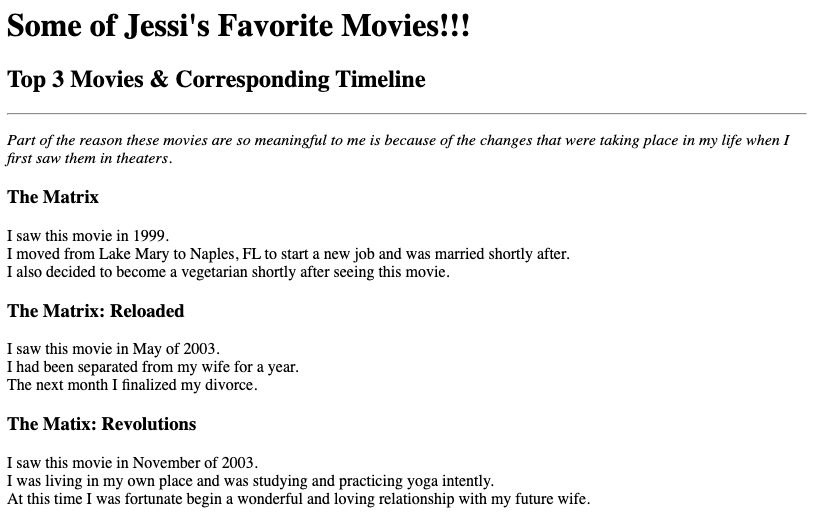 Some of Jessi's Favorite Movies!!!
Top 3 Movies & Corresponding Timeline
Part of the reason these movies are so meaningful to me is because of the changes that were taking place in my life when I
first saw them in theaters.
The Matrix
I saw this movie in 1999.
I moved from Lake Mary to Naples, FL to start a new job and was married shortly after.
I also decided to become a vegetarian shortly after seeing this movie.
The Matrix: Reloaded
I saw this movie in May of 2003.
I had been separated from my wife for a year.
The next month I finalized my divorce.
The Matix: Revolutions
I saw this movie in November of 2003.
I was living in my own place and was studying and practicing yoga intently.
At this time I was fortunate begin a wonderful and loving relationship with my future wife.